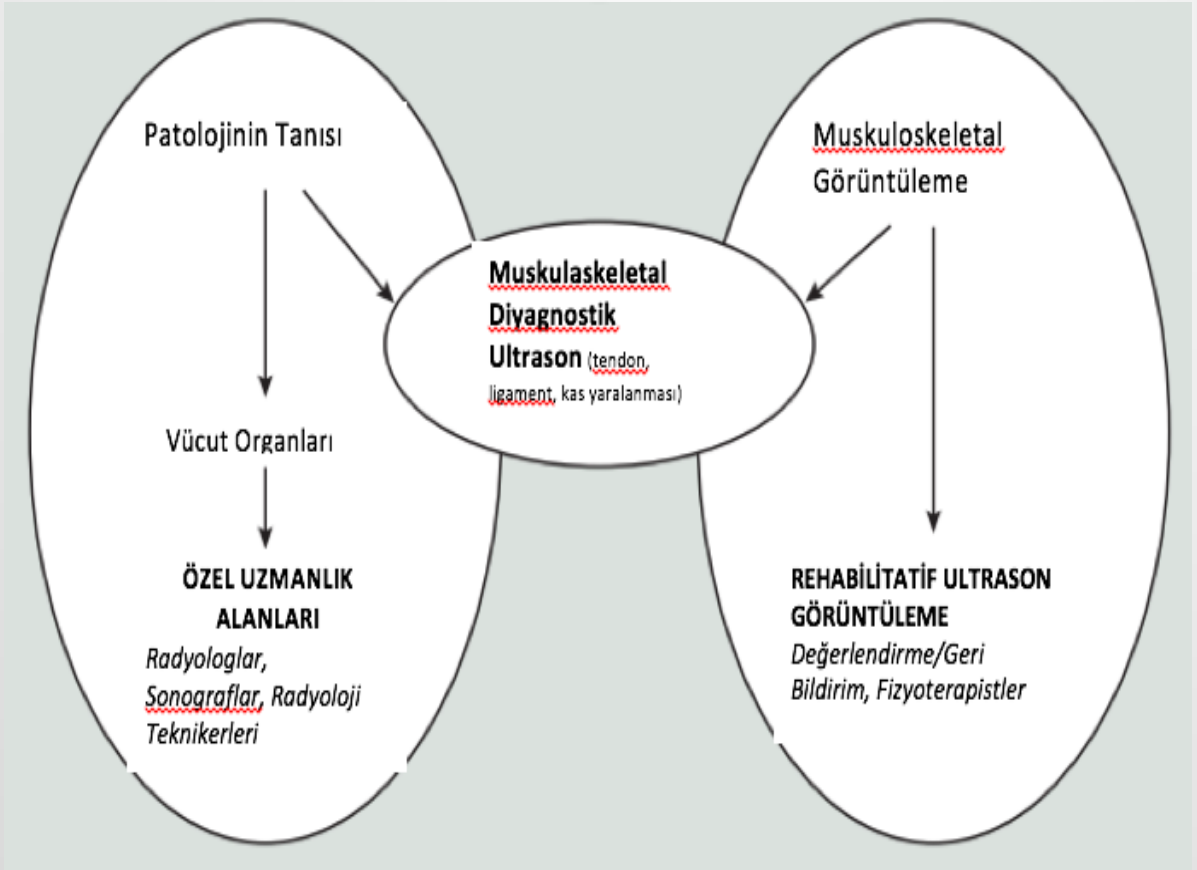 Patolojinin Tanısı
Vücut Organları
ÖZEL UZMANLIK
ALANLARI
Radyologlar,
Sonograflar, Radyoloji
Teknikerleri
Muskulaskeletal
Diyagnostik
Ultrason (tendon,
ligament, kas yaralanması)
Muskuloskeletal
Görüntüleme
REHABİLİTATİF ULTRASON
GÖRÜNTÜLEME
Değerlendirme/Geri
Bildirim, Fizyoterapistler